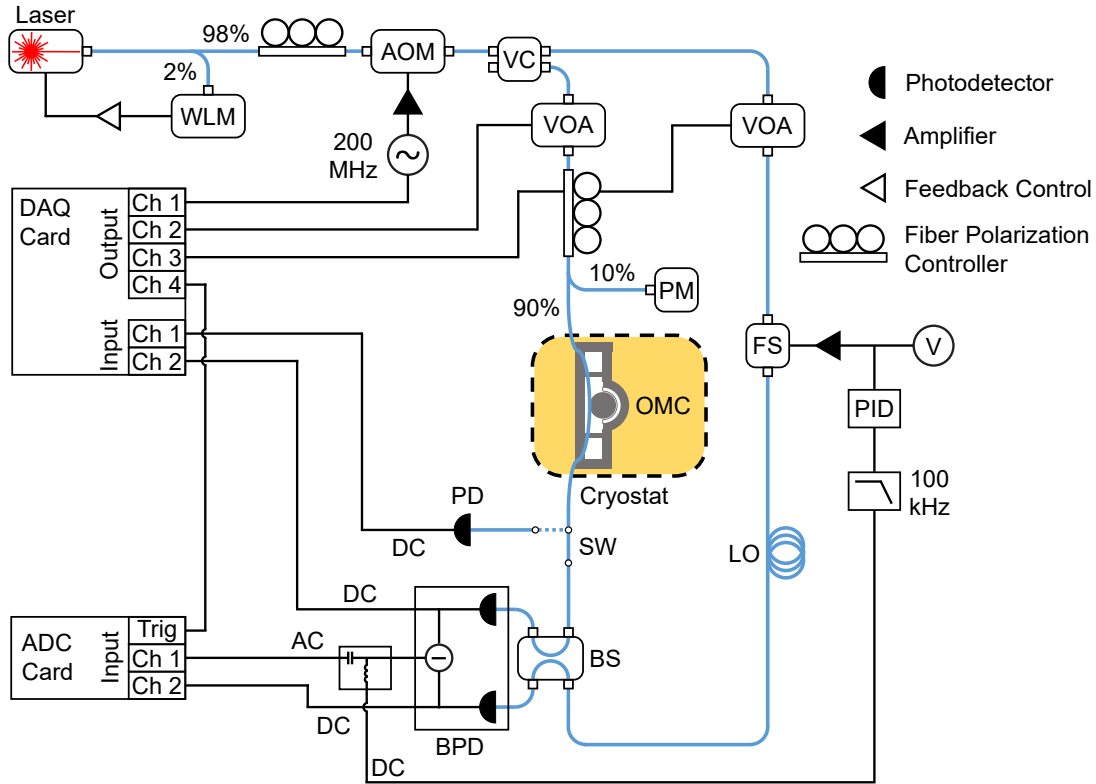 Laser
98%
2%
WLM
AOM
VC
VOA
VOA
200
MHz
Photodetector
Amplifier
Feedback Control
Fiber Polarization
Controller
DAQ
Card
Output
Ch 1
Ch 2
Ch 3
Ch 4
Input
Ch 1
Ch 2
10%
PM
90%
FS
V
OMC
PID
Cryostat
100
kHz
PD
DC
SW
LO
DC
ADC
Card
Input
Trig
Ch 1
Ch 2
AC
BS
DC
BPD
DC